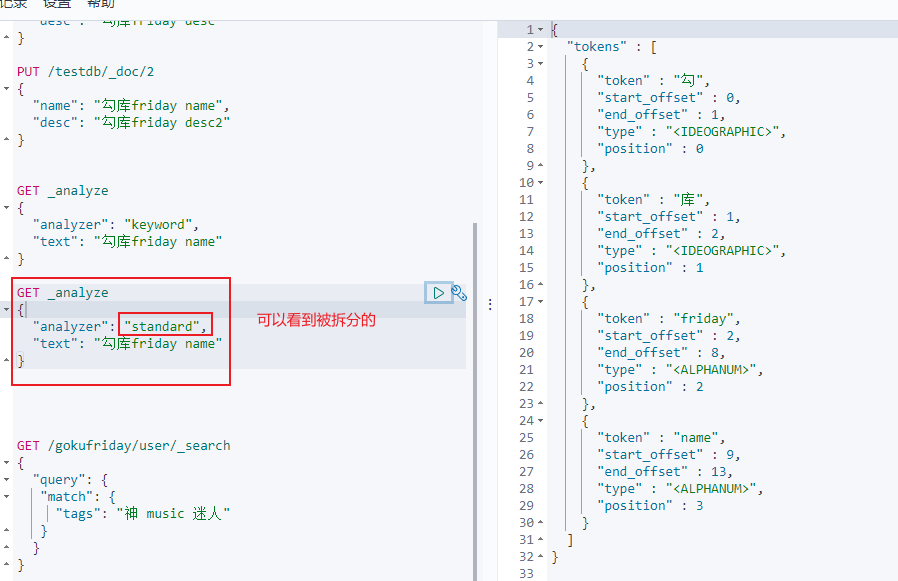 记录 设置 帮助
"desc": "勾库friday desc"
}
PUT /testdb/_doc/2
{
"name": "勾库friday name",
"desc": "勾库friday desc2"
}
GET _analyze
{
"analyzer": "keyword",
"text": "勾库friday name"
}
GET _analyze
{
"analyzer": "standard",
"text": "勾库friday name"
}
可以看到被拆分的
GET /gokufriday/user/_search
{
"query": {
"match": {
"tags": "神 music 迷人"
}
}
}
1 {
2 "tokens" : [
3 {
4 "token" : "勾",
5 "start_offset" : 0,
6 "end_offset" : 1,
7 "type" : "<IDEOGRAPHIC>",
8 "position" : 0
9 },
10 {
11 "token" : "库",
12 "start_offset" : 1,
13 "end_offset" : 2,
14 "type" : "<IDEOGRAPHIC>",
15 "position" : 1
16 },
17 {
18 "token" : "friday",
19 "start_offset" : 2,
20 "end_offset" : 8,
21 "type" : "<ALPHANUM>",
22 "position" : 2
23 },
24 {
25 "token" : "name",
26 "start_offset" : 9,
27 "end_offset" : 13,
28 "type" : "<ALPHANUM>",
29 "position" : 3
30 }
31 ]
32 }
33